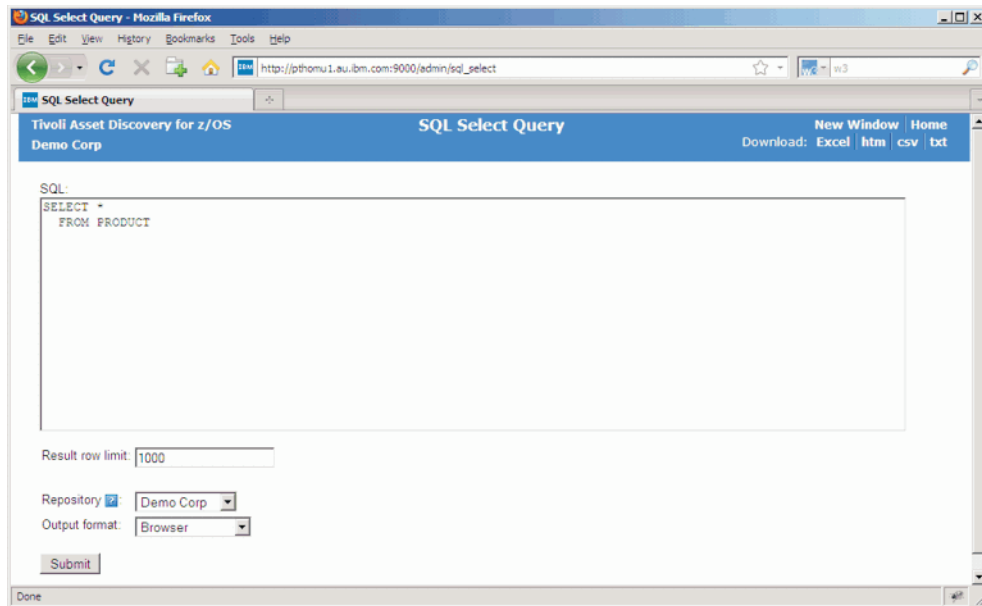 SQL Select Query - Mozilla Firefox
File Edit View History Bookmarks Tools Help
http://pthomu1.au.ibm.com:9000/admin/sql_select
w3
IBM SQL Select Query
Tivoli Asset Discovery for z/OS SQL Select Query New Window Home
Demo Corp Download: Excel htm csv txt
SQL:
SELECT *
FROM PRODUCT
Result row limit: 1000
Repository ?: Demo Corp
Output format: Browser
Submit
Done